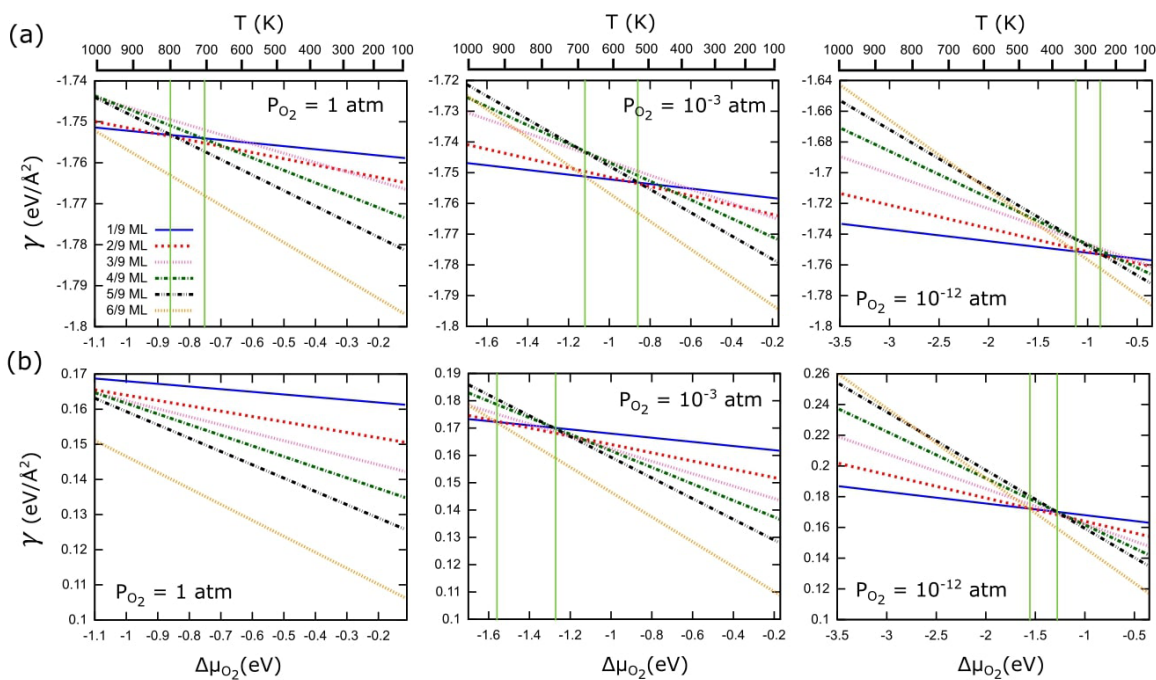 T (K) T (K) T (K)
(a)
1000 900 800 700 600 500 400 300 200 100
1000 900 800 700 600 500 400 300 200 100
1000 900 800 700 600 500 400 300 200 100
-1.74
-1.75
-1.76
-1.77
-1.78
-1.79
-1.8
γ (eV/Å²)
P_O₂ = 1 atm
1/9 ML
2/9 ML
3/9 ML
4/9 ML
5/9 ML
6/9 ML
-1.1 -1 -0.9 -0.8 -0.7 -0.6 -0.5 -0.4 -0.3 -0.2
-1.72
-1.73
-1.74
-1.75
-1.76
-1.77
-1.78
-1.79
-1.8
P_O₂ = 10⁻³ atm
-1.6 -1.4 -1.2 -1 -0.8 -0.6 -0.4 -0.2
-1.64
-1.66
-1.68
-1.7
-1.72
-1.74
-1.76
-1.78
-1.8
P_O₂ = 10⁻¹² atm
-3.5 -3 -2.5 -2 -1.5 -1 -0.5
(b)
0.17
0.16
0.15
0.14
0.13
0.12
0.11
0.1
γ (eV/Å²)
P_O₂ = 1 atm
-1.1 -1 -0.9 -0.8 -0.7 -0.6 -0.5 -0.4 -0.3 -0.2
Δμ_O₂(eV)
0.19
0.18
0.17
0.16
0.15
0.14
0.13
0.12
0.11
0.1
P_O₂ = 10⁻³ atm
-1.6 -1.4 -1.2 -1 -0.8 -0.6 -0.4 -0.2
Δμ_O₂(eV)
0.26
0.24
0.22
0.2
0.18
0.16
0.14
0.12
0.1
P_O₂ = 10⁻¹² atm
-3.5 -3 -2.5 -2 -1.5 -1 -0.5
Δμ_O₂(eV)